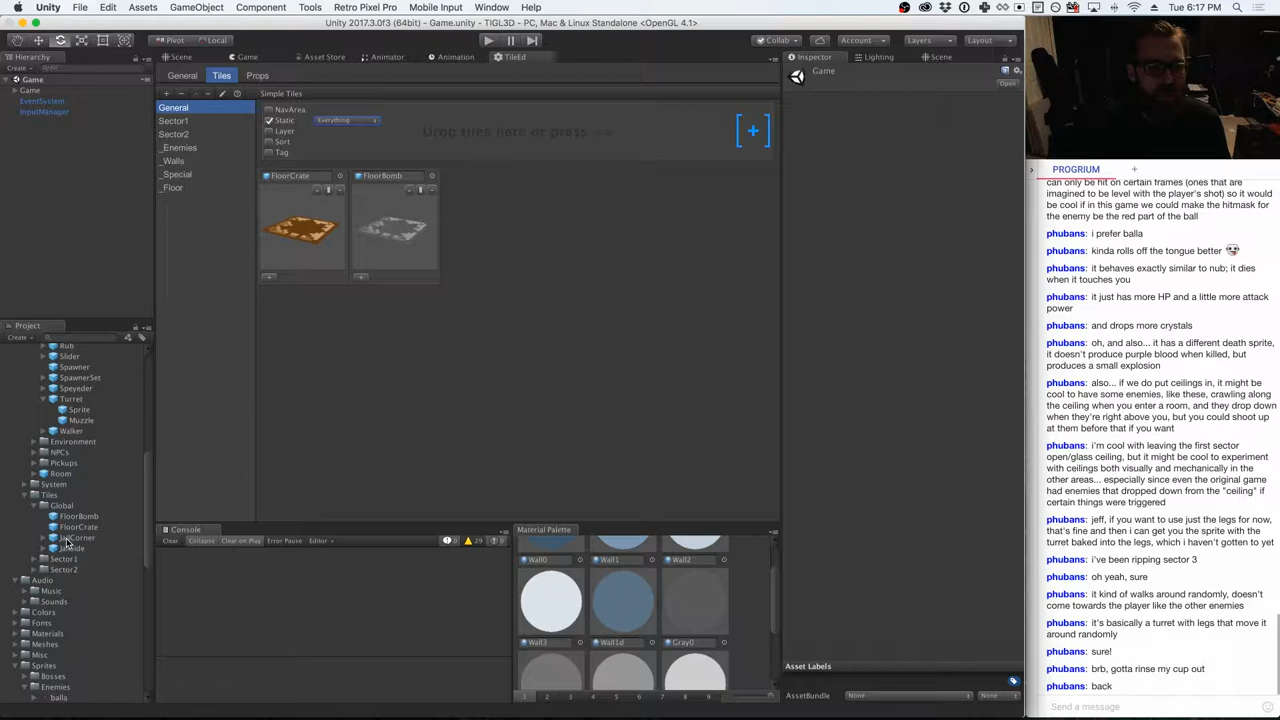 Unity File Edit Assets GameObject Component Tools Retro Pixel Pro Mobile Input Window Help Tue 6:17 PM
Unity 2017.3.0f3 (64bit) - Game.unity - TIGL3D - PC, Mac & Linux Standalone <OpenGL 4.1>
Pivot Local Collab Account Layers Layout
Hierarchy Scene Game Asset Store Animator Animation TiledEd Inspector Lighting Scene
Create All
Game
Game
EventSystem
InputManager
General Tiles Props
General
Sector1
Sector2
_Enemies
_Walls
_Special
_Floor
Simple Tiles
NavArea
Static Everything
Layer
Sort
Tag
Drop tiles here or press
[+]
FloorCrate FloorBomb
Game
Open
Project
Create
Rub
Slider
Spawner
SpawnerSet
Speyeder
Turret
Sprite
Muzzle
Walker
Environment
NPCs
Pickups
Room
System
Tiles
Global
FloorBomb
FloorCrate
Sector1
Sector2
Audio
Music
Sounds
Colors
Fonts
Materials
Meshes
Misc
Sprites
Bosses
Enemies
balla
Console
Clear Collapse Clear on Play Error Pause Editor 0 29 0
Material Palette
Wall0 Wall1 Wall2
Wall3 Wall1d Gray0
1 2 3 4 5 6 7 8 9
Asset Labels
AssetBundle None None
PROGRIUM +
can only be hit on certain frames (ones that are
imagined to be level with the player's shot) so it would
be cool if in this game we could make the hitmask for
the enemy be the red part of the ball
phubans: i prefer balla
phubans: kinda rolls off the tongue better
phubans: it behaves exactly similar to nub; it dies
when it touches you
phubans: it just has more HP and a little more attack
power
phubans: and drops more crystals
phubans: oh, and also... it has a different death sprite,
it doesn't produce purple blood when killed, but
produces a small explosion
phubans: also... if we do put ceilings in, it might be
cool to have some enemies, like these, crawling along
the ceiling when you enter a room, and they drop down
when they're right above you, but you could shoot up
at them before that if you want
phubans: i'm cool with leaving the first sector
open/glass ceiling, but it might be cool to experiment
with ceilings both visually and mechanically in the
other areas... especially since even the original game
had enemies that dropped down from the "ceiling" if
certain things were triggered
phubans: jeff, if you want to use just the legs for now,
that's fine and then i can get you the sprite with the
turret baked into the legs, which i haven't gotten to yet
phubans: i've been ripping sector 3
phubans: oh yeah, sure
phubans: it kind of walks around randomly, doesn't
come towards the player like the other enemies
phubans: it's basically a turret with legs that move it
around randomly
phubans: sure!
phubans: brb, gotta rinse my cup out
phubans: back
Send a message